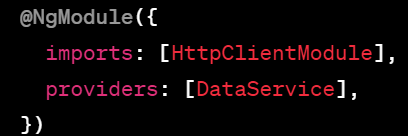 @NgModule({
  imports: [HttpClientModule],
  providers: [DataService],
})